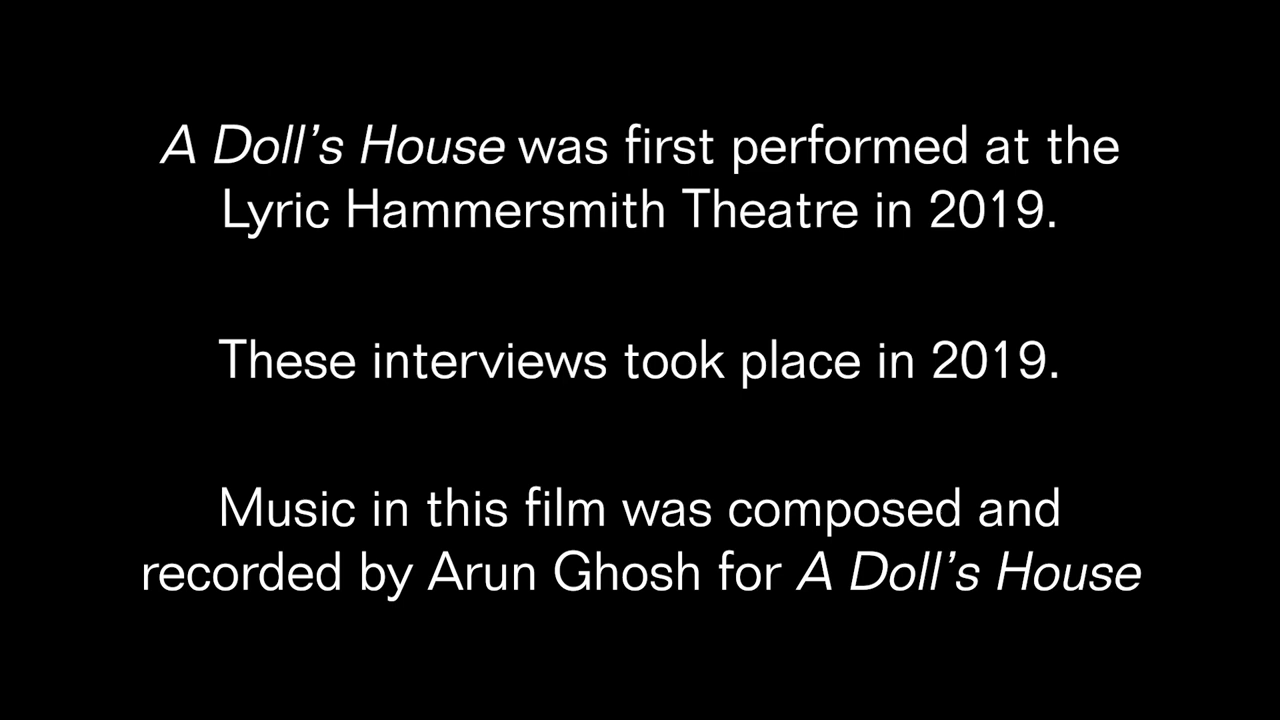 A Doll’s House was first performed at the
Lyric Hammersmith Theatre in 2019.
These interviews took place in 2019.
Music in this film was composed and
recorded by Arun Ghosh for A Doll’s House